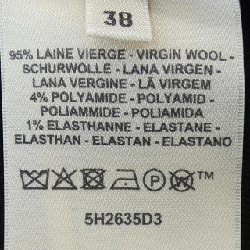 38
95% LAINE VIERGE - VIRGIN WOOL -
SCHURWOLLE - LANA VIRGEN -
LANA VERGINE - LÃ VIRGEM
4% POLYAMIDE - POLYAMID -
POLIAMMIDE - POLIAMIDA
1% ELASTHANNE - ELASTANE -
ELASTHAN - ELASTAN - ELASTANO
P TM
5H2635D3